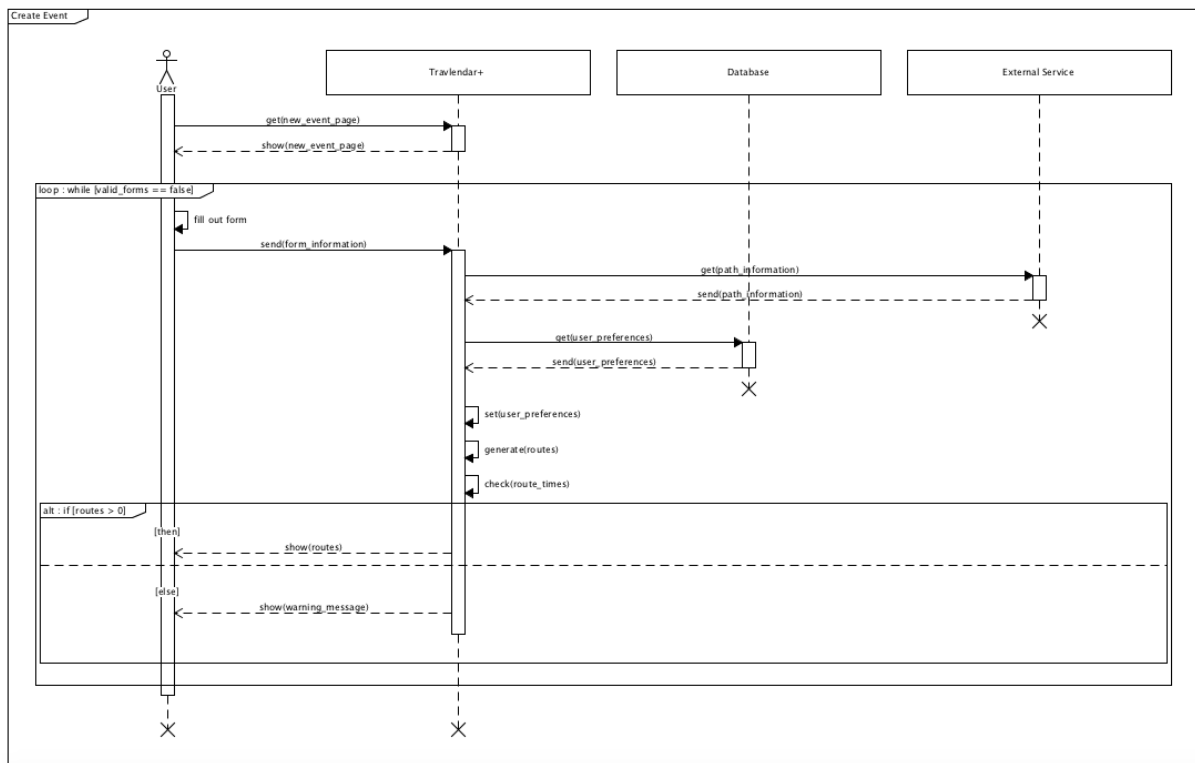 Create Event
User
Travlendar+
Database
External Service
get(new_event_page)
show(new_event_page)
loop : while [valid_forms == false]
fill out form
send(form_information)
get(path_information)
send(path_information)
get(user_preferences)
send(user_preferences)
set(user_preferences)
generate(routes)
check(route_times)
alt : if [routes > 0]
[then]
show(routes)
[else]
show(warning_message)